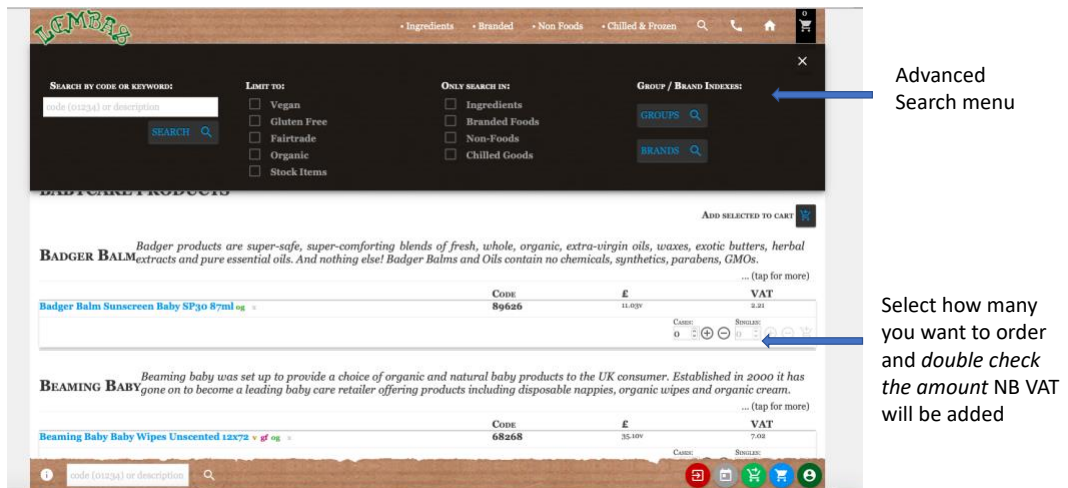 LEMBAS
• Ingredients • Branded • Non Foods • Chilled & Frozen 0
SEARCH BY CODE OR KEYWORD:
code (01234) or description
SEARCH
LIMIT TO:
Vegan
Gluten Free
Fairtrade
Organic
Stock Items
ONLY SEARCH IN:
Ingredients
Branded Foods
Non-Foods
Chilled Goods
GROUP / BRAND INDEXES:
GROUPS
BRANDS
Advanced
Search menu
BABYCARE PRODUCTS
ADD SELECTED TO CART
BADGER BALM Badger products are super-safe, super-comforting blends of fresh, whole, organic, extra-virgin oils, waxes, exotic butters, herbal
extracts and pure essential oils. And nothing else! Badger Balms and Oils contain no chemicals, synthetics, parabens, GMOs.
... (tap for more)
CODE £ VAT
Badger Balm Sunscreen Baby SP30 87ml og 89626 11.03V 2.21
CASES: SINGLES:
0 0
Select how many
you want to order
and double check
the amount NB VAT
will be added
BEAMING BABY Beaming baby was set up to provide a choice of organic and natural baby products to the UK consumer. Established in 2000 it has
gone on to become a leading baby care retailer offering products including disposable nappies, organic wipes and organic cream.
... (tap for more)
CODE £ VAT
Beaming Baby Baby Wipes Unscented 12x72 v gf og 68268 35.10V 7.02
CASES: SINGLES:
code (01234) or description